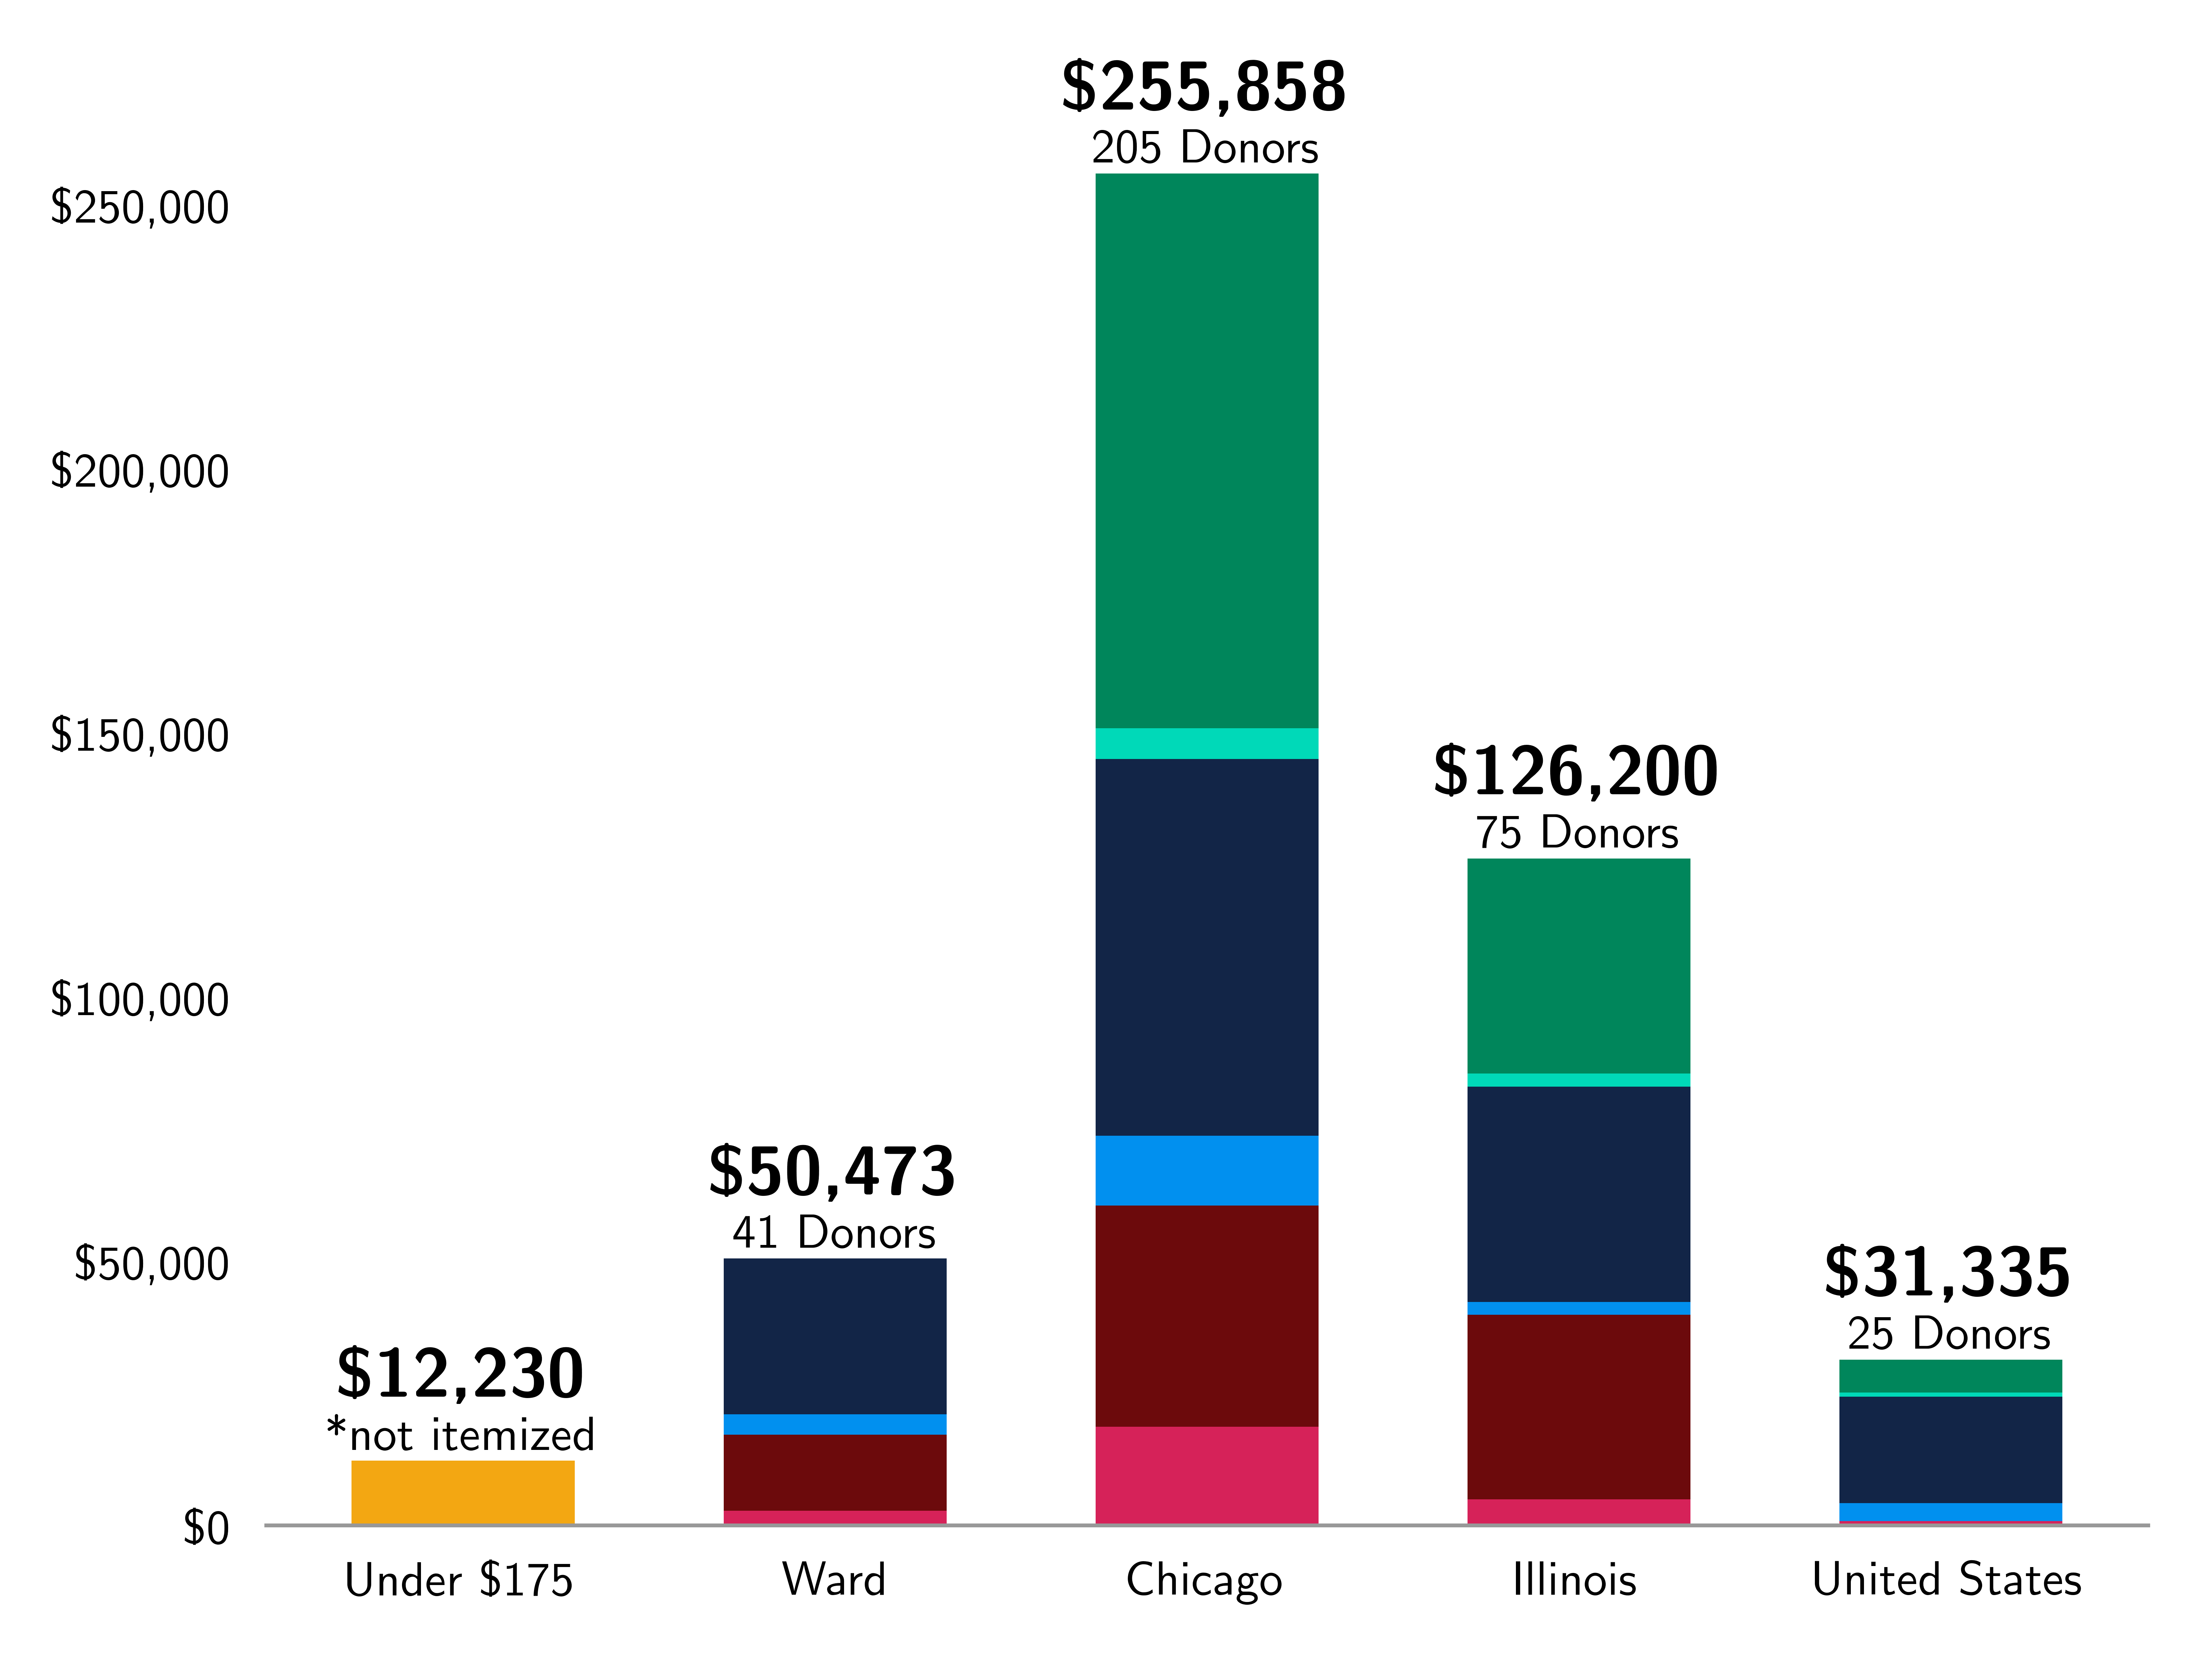 $255,858
205 Donors
$250,000
$200,000
$150,000
$126,200
75 Donors
$100,000
$50,473
41 Donors
$50,000
$31,335
25 Donors
$12,230
*not itemized
$0
Under $175
Ward
Chicago
Illinois
United States